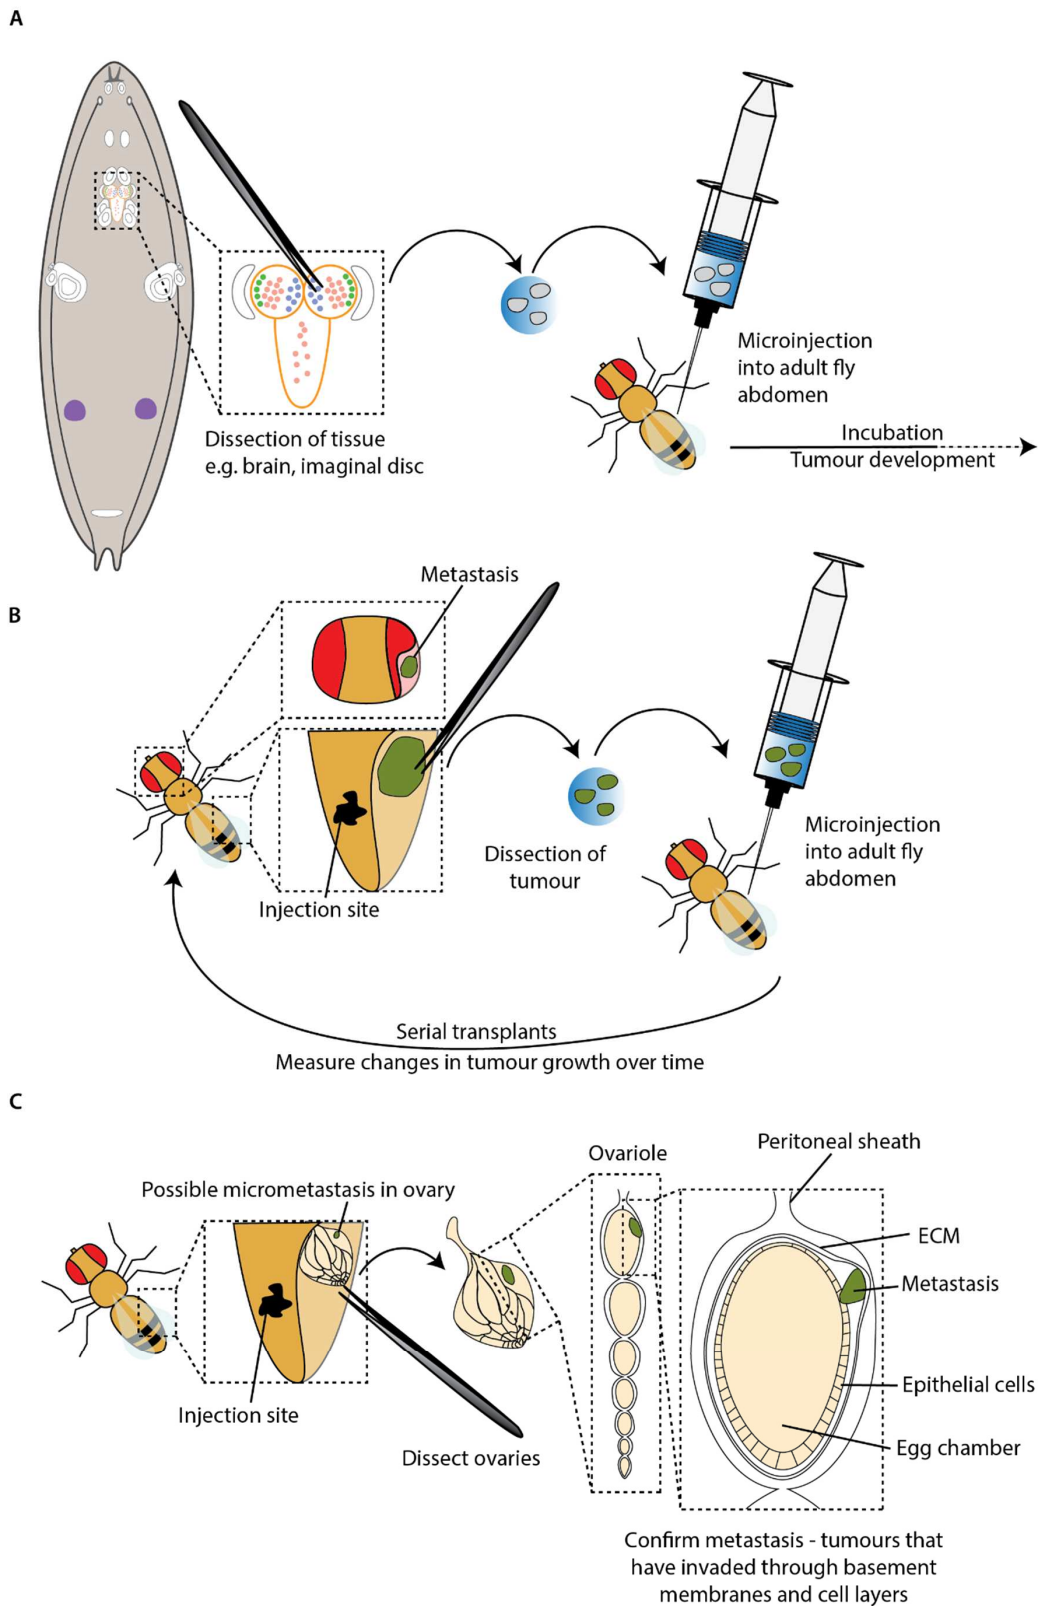 A
Microinjection
into adult fly
abdomen
Dissection of tissue
e.g. brain, imaginal disc
Incubation
Tumour development
B
Metastasis
Injection site
Dissection of
tumour
Microinjection
into adult fly
abdomen
Serial transplants
Measure changes in tumour growth over time
C
Possible micrometastasis in ovary
Injection site
Dissect ovaries
Ovariole
Peritoneal sheath
ECM
Metastasis
Epithelial cells
Egg chamber
Confirm metastasis - tumours that
have invaded through basement
membranes and cell layers